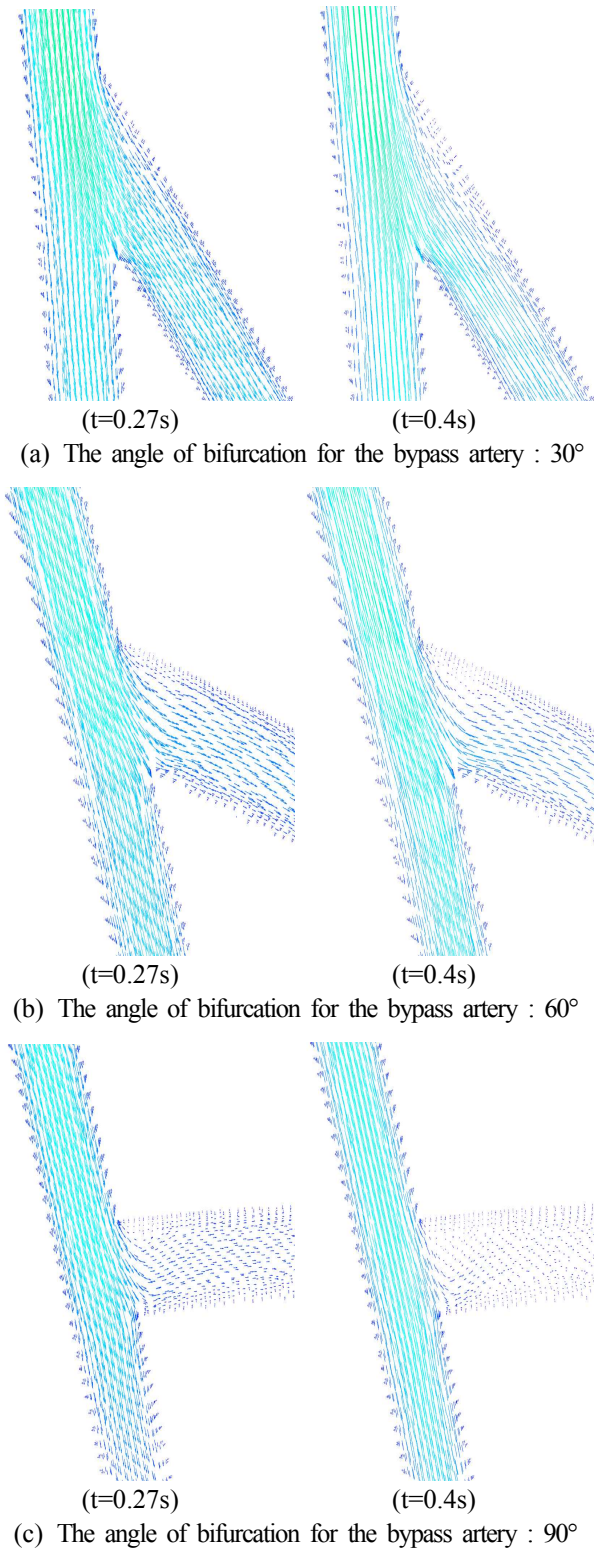 (t=0.27s) (t=0.4s)
(a) The angle of bifurcation for the bypass artery : 30°
(t=0.27s) (t=0.4s)
(b) The angle of bifurcation for the bypass artery : 60°
(t=0.27s) (t=0.4s)
(c) The angle of bifurcation for the bypass artery : 90°